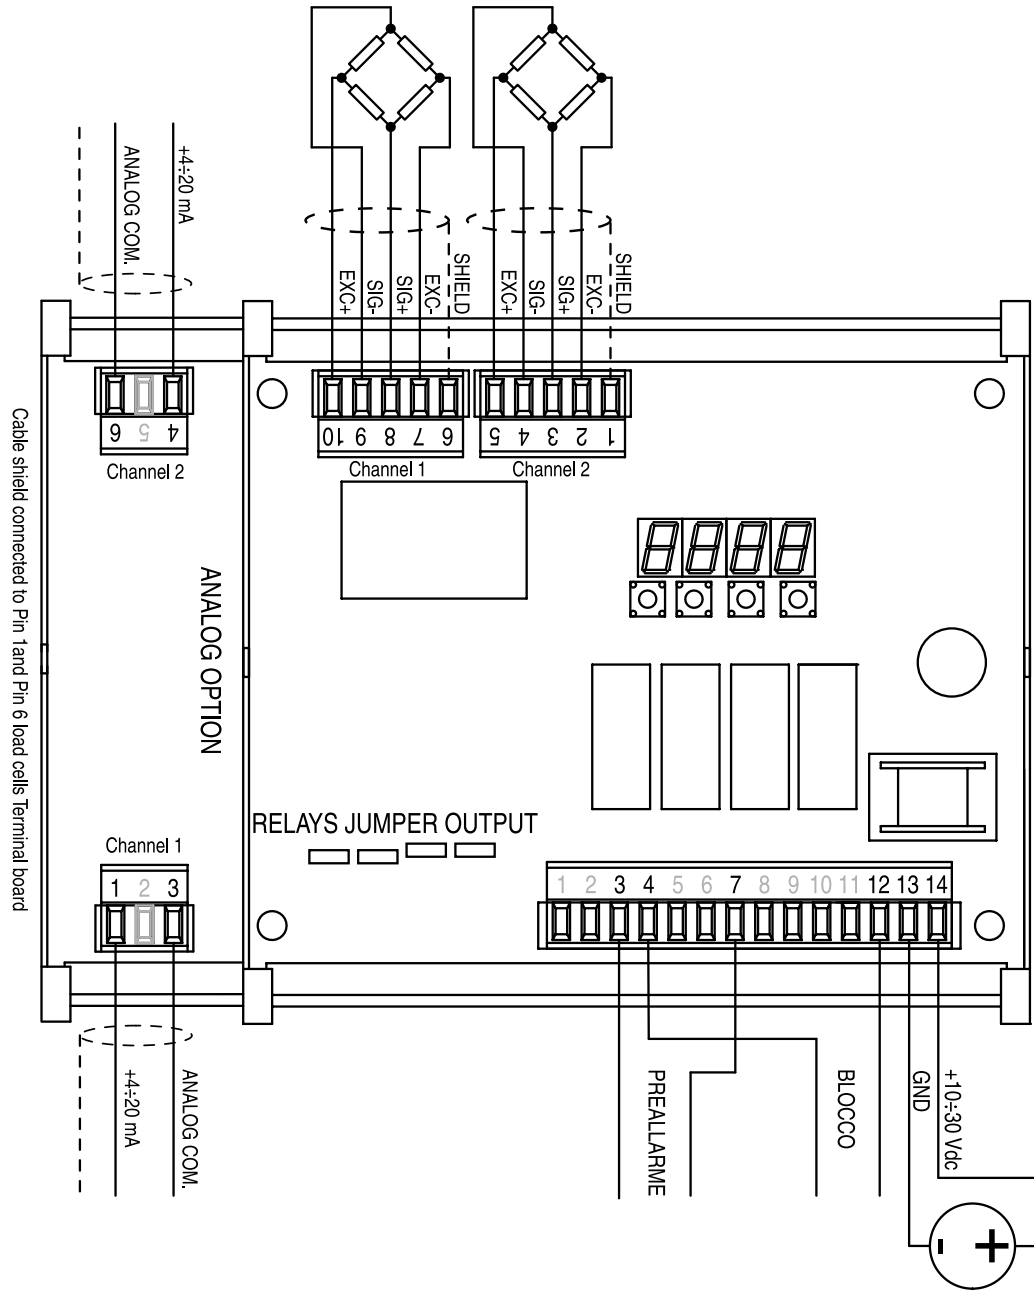 +4÷20 mA
ANALOG COM.
EXC+
SIG-
SIG+
EXC-
SHIELD
EXC+
SIG-
SIG+
EXC-
SHIELD
6 5 4
Channel 2
10 9 8 7 6
Channel 1
5 4 3 2 1
Channel 2
8888
ANALOG OPTION
Cable shield connected to Pin 1and Pin 6 load cells Terminal board
RELAYS JUMPER OUTPUT
Channel 1
1 2 3
1 2 3 4 5 6 7 8 9 10 11 12 13 14
+4÷20 mA
ANALOG COM.
PREALLARME
BLOCCO
GND
+10÷30 Vdc
- +